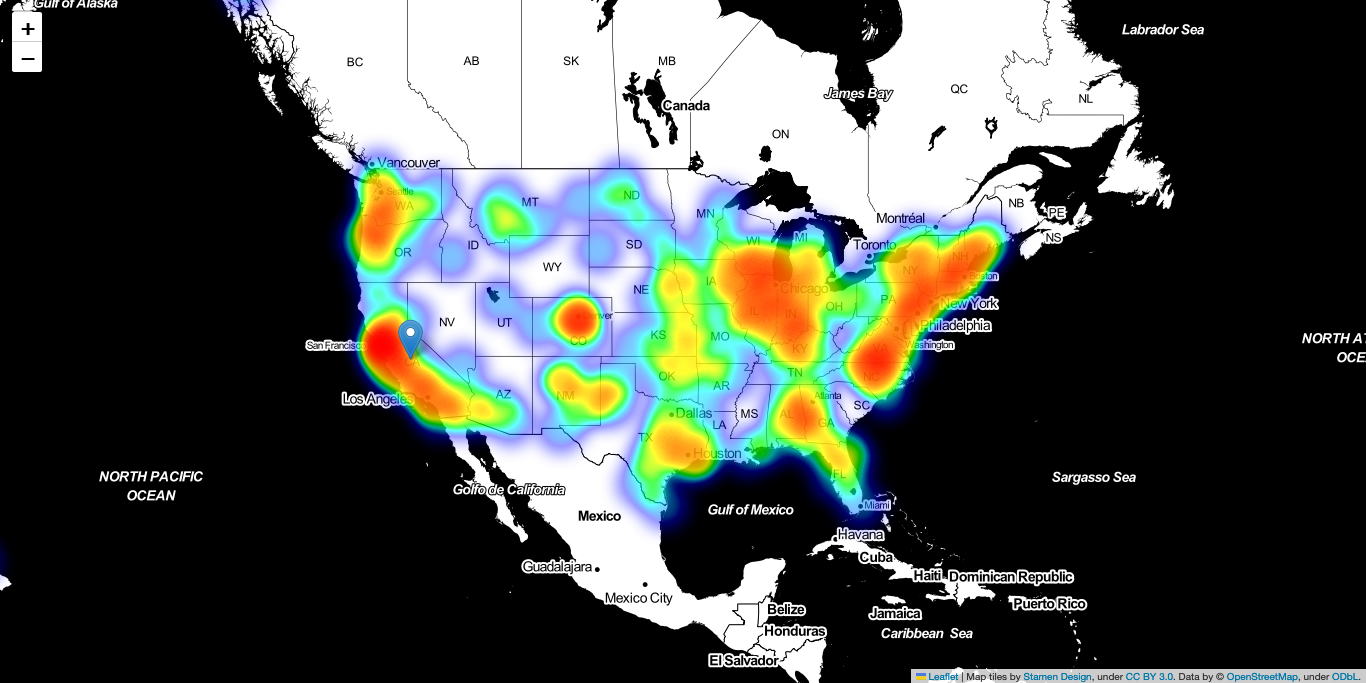 Gulf of Alaska
+
−
Labrador Sea
BC
AB
SK
MB
Canada
James Bay
QC
NL
ON
Vancouver
Seattle
WA
MT
ND
MN
NB
PE
NS
Montréal
Toronto
WI
MI
NH
OR
ID
SD
WY
NY
Boston
IA
NE
Chicago
PA
New York
OH
IL
IN
Philadelphia
NV
UT
CO
KS
MO
KY
VA
Washington
San Francisco
CA
NORTH AT
OCE
TN
NC
OK
AR
AZ
NM
Los Angeles
Atlanta
SC
Dallas
MS
AL
GA
LA
TX
Houston
FL
NORTH PACIFIC
OCEAN
Sargasso Sea
Golfo de California
Miami
Gulf of Mexico
Mexico
Havana
Cuba
Guadalajara
Haiti
Dominican Republic
Mexico City
Puerto Rico
Belize
Jamaica
Honduras
Caribbean Sea
El Salvador
Leaflet | Map tiles by Stamen Design, under CC BY 3.0. Data by © OpenStreetMap, under ODbL.